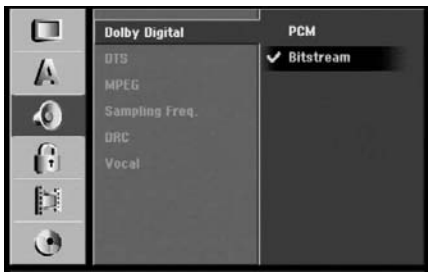 Dolby Digital
DTS
MPEG
Sampling Freq.
DRC
Vocal
PCM
✔ Bitstream